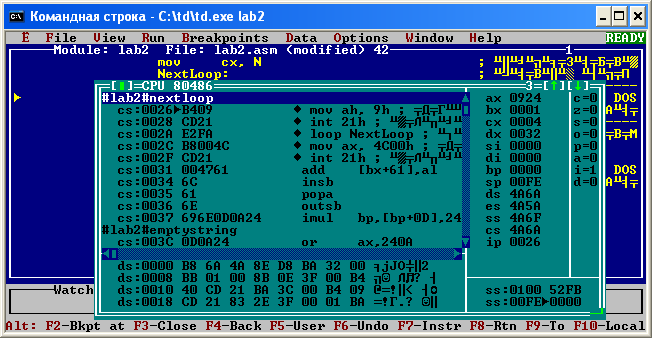 Командная строка - C:\td\td.exe lab2
Ё File View Run Breakpoints Data Options Window Help READY
Module: lab2 File: lab2.asm (modified) 42 1
mov cx, N ;
NextLoop: ;
CPU 80486 3
#lab2#nextloop
cs:0026 B409 mov ah, 9h ;
cs:0028 CD21 int 21h ;
cs:002A E2FA loop NextLoop ;
cs:002C B8004C mov ax, 4C00h ;
cs:002F CD21 int 21h ;
cs:0031 004761 add [bx+61],al
cs:0034 6C insb
cs:0035 61 popa
cs:0036 6E outsb
cs:0037 696E0D0A24 imul bp,[bp+0D],24
#lab2#emptystring
cs:003C 0D0A24 or ax,240A
ax 0924 c=0
bx 0001 z=0
cx 0004 s=0
dx 0032 o=0
si 0000 p=0
di 0000 a=0
bp 0000 i=1
sp 00FE d=0
ds 4A6A
es 4A5A
ss 4A6F
cs 4A6A
ip 0026
DOS
DOS
ds:0000 B8 6A 4A 8E D8 BA 32 00
ds:0008 BB 01 00 8B 0E 3F 00 B4
ds:0010 40 CD 21 BA 3C 00 B4 09
ds:0018 CD 21 83 2E 3F 00 01 BA
ss:0100 52FB
ss:00FE 0000
Watch
Alt: F2-Bkpt at F3-Close F4-Back F5-User F6-Undo F7-Instr F8-Rtn F9-To F10-Local